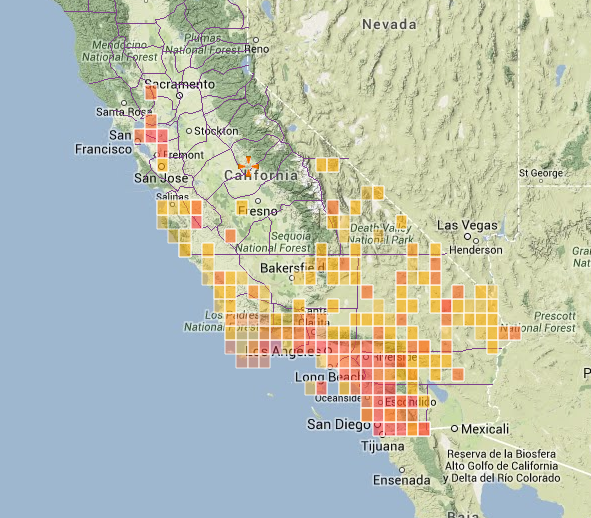 Nevada
Plumas
National Forest
Mendocino
National Forest
Reno
Sacramento
Santa Rosa
Stockton
San
Francisco
Fremont
California
San Jose
St George
Salinas
Fresno
Death Valley
National Park
Las Vegas
Henderson
Sequoia
National Forest
Bakersfield
Los Padres
National Forest
Santa
Clarita
Prescott
National Forest
Los Angeles
Riverside
Long Beach
Oceanside
Escondido
San Diego
Mexicali
Tijuana
Reserva de la Biosfera
Alto Golfo de California
y Delta del Río Colorado
Ensenada
Baja